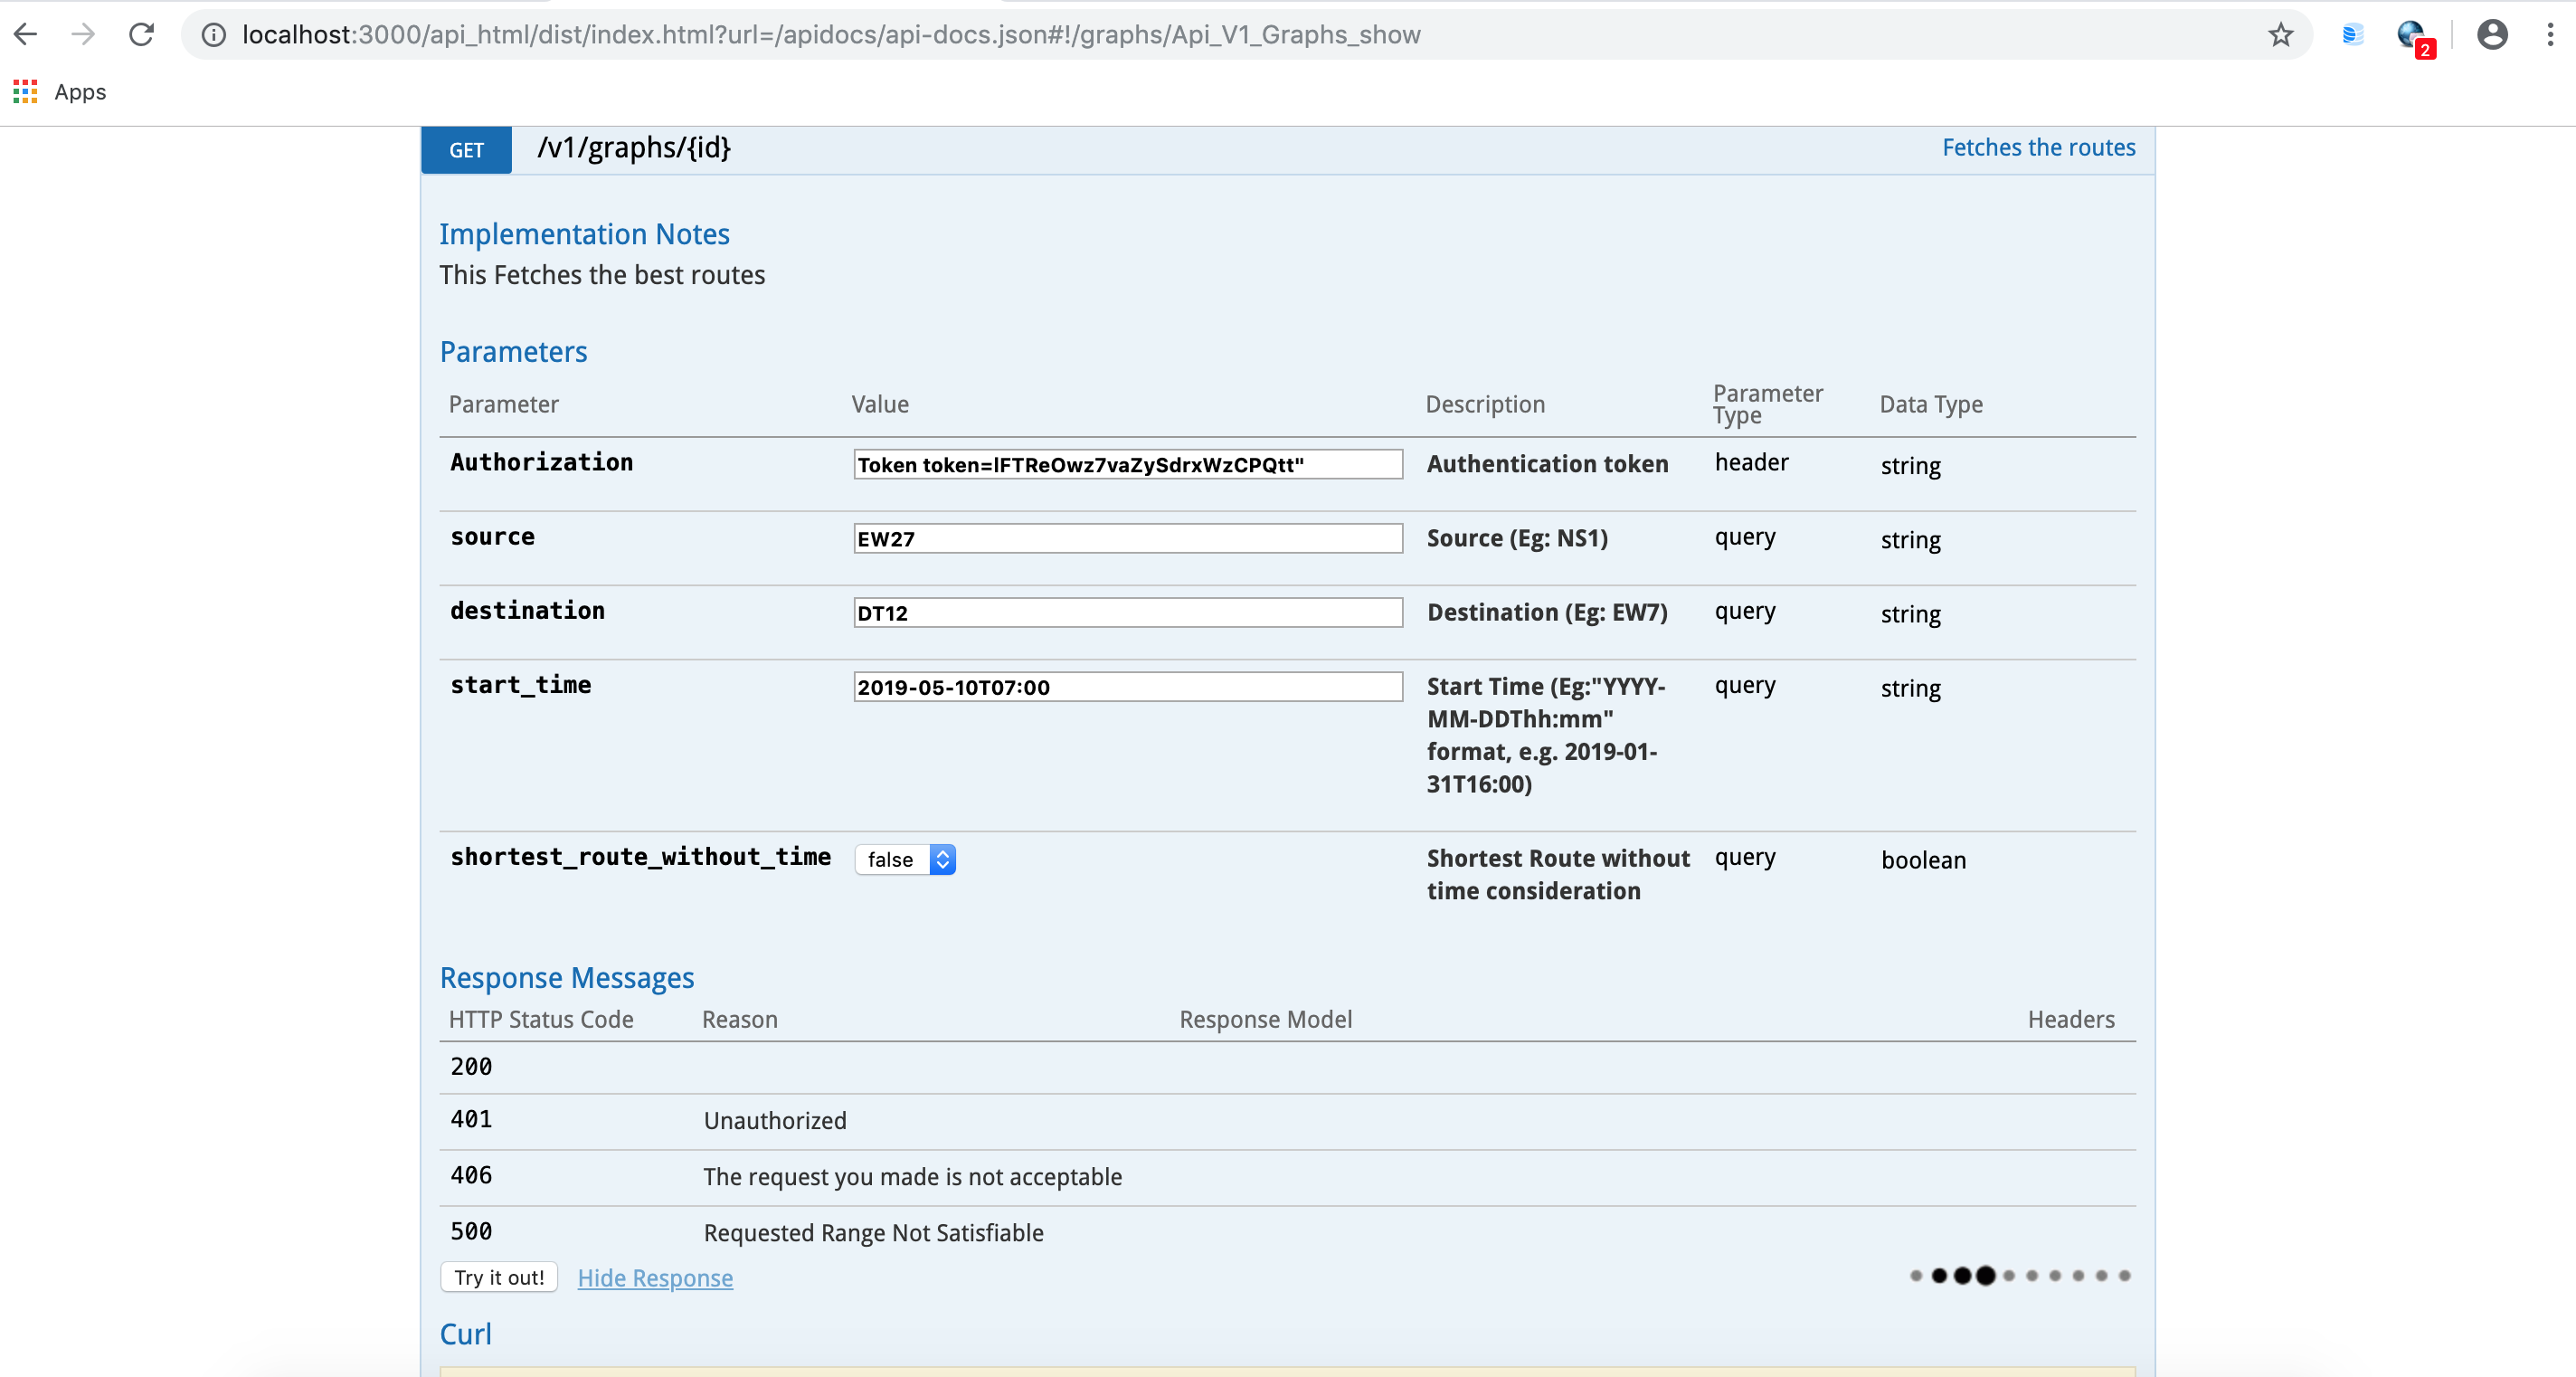 localhost:3000/api_html/dist/index.html?url=/apidocs/api-docs.json#!/graphs/Api_V1_Graphs_show
2
Apps
GET /v1/graphs/{id} Fetches the routes
Implementation Notes
This Fetches the best routes
Parameters
Parameter Value Description Parameter Type Data Type
Authorization Token token=lFTReOwz7vaZySdrxWzCPQtt" Authentication token header string
source EW27 Source (Eg: NS1) query string
destination DT12 Destination (Eg: EW7) query string
start_time 2019-05-10T07:00 Start Time (Eg:"YYYY- query string
MM-DDThh:mm"
format, e.g. 2019-01-
31T16:00)
shortest_route_without_time false Shortest Route without query boolean
time consideration
Response Messages
HTTP Status Code Reason Response Model Headers
200
401 Unauthorized
406 The request you made is not acceptable
500 Requested Range Not Satisfiable
Try it out! Hide Response
Curl